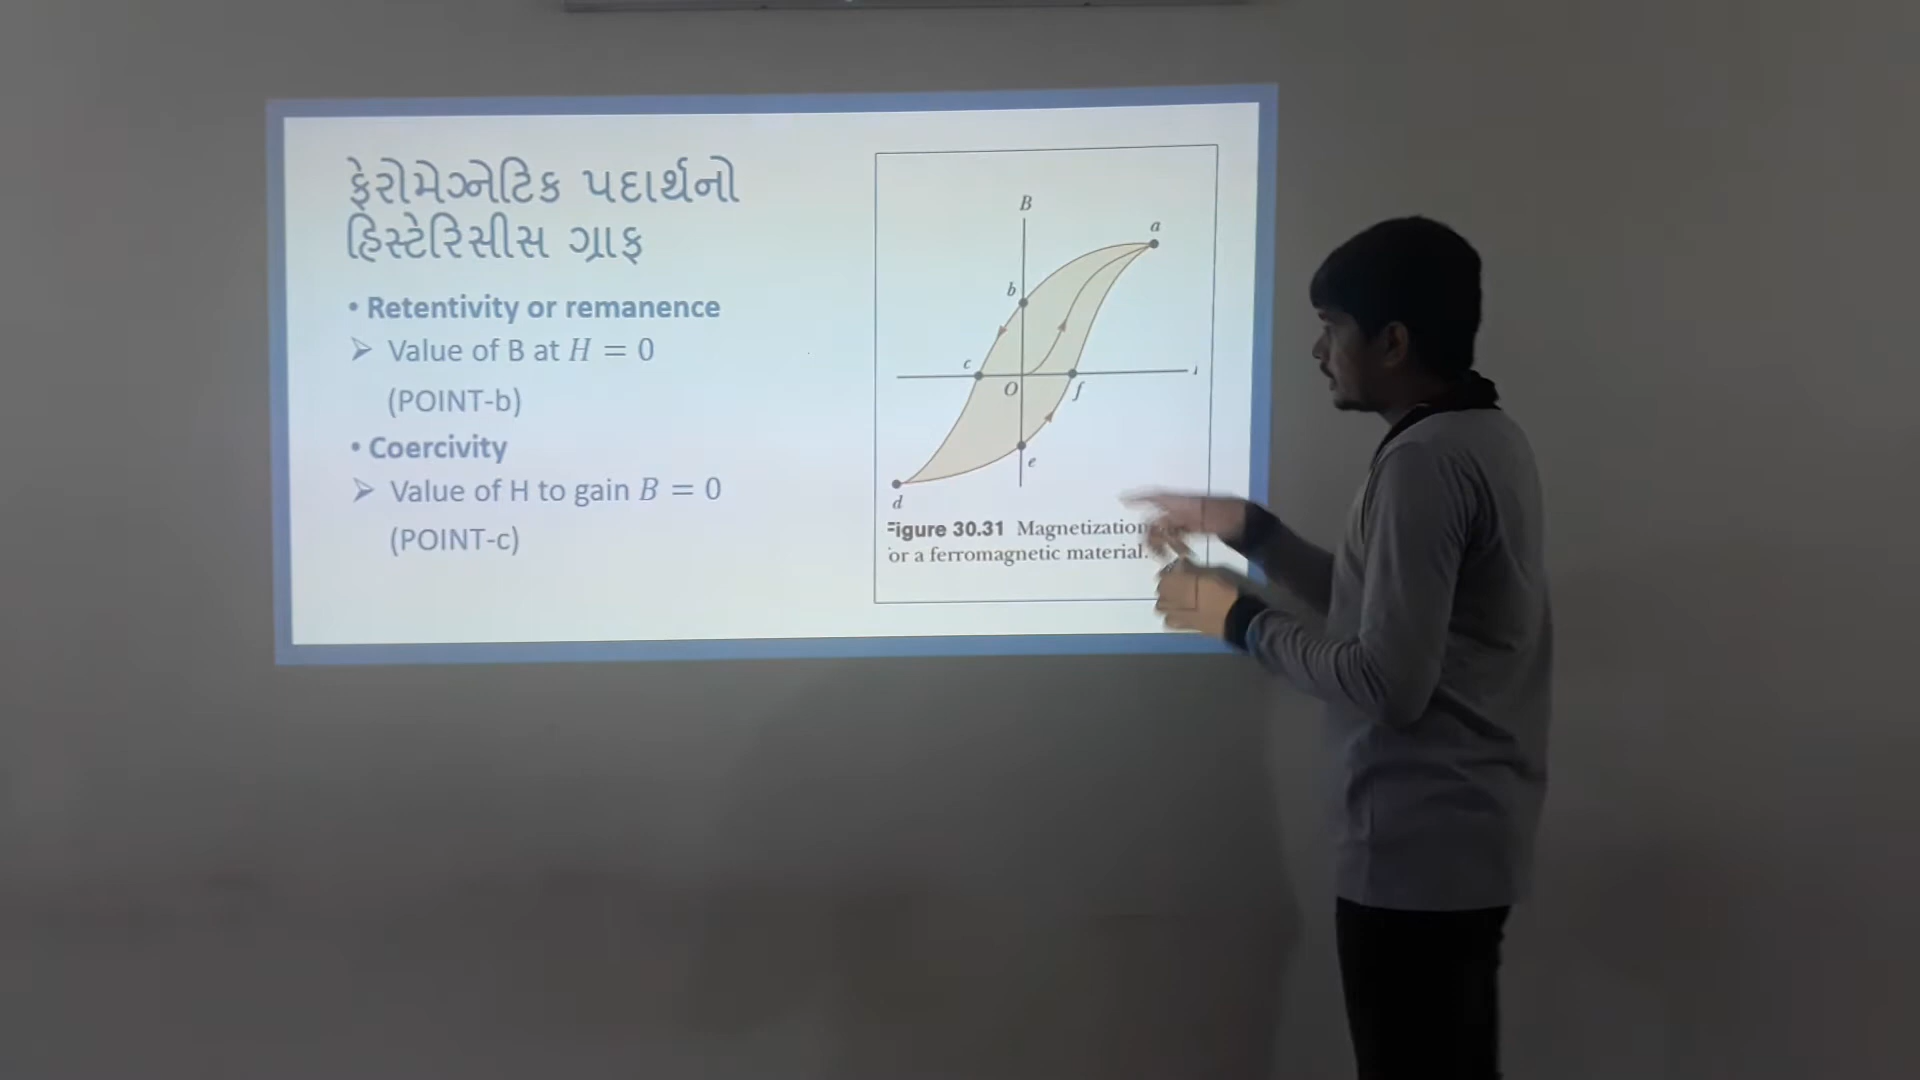 ફેરોમેગ્નેટિક પદાર્થનો
હિસ્ટેરિસીસ ગ્રાફ
• Retentivity or remanence
➢ Value of B at H = 0
(POINT-b)
• Coercivity
➢ Value of H to gain B = 0
(POINT-c)
B
a
b
c
O
f
e
d
Figure 30.31 Magnetization
or a ferromagnetic material.